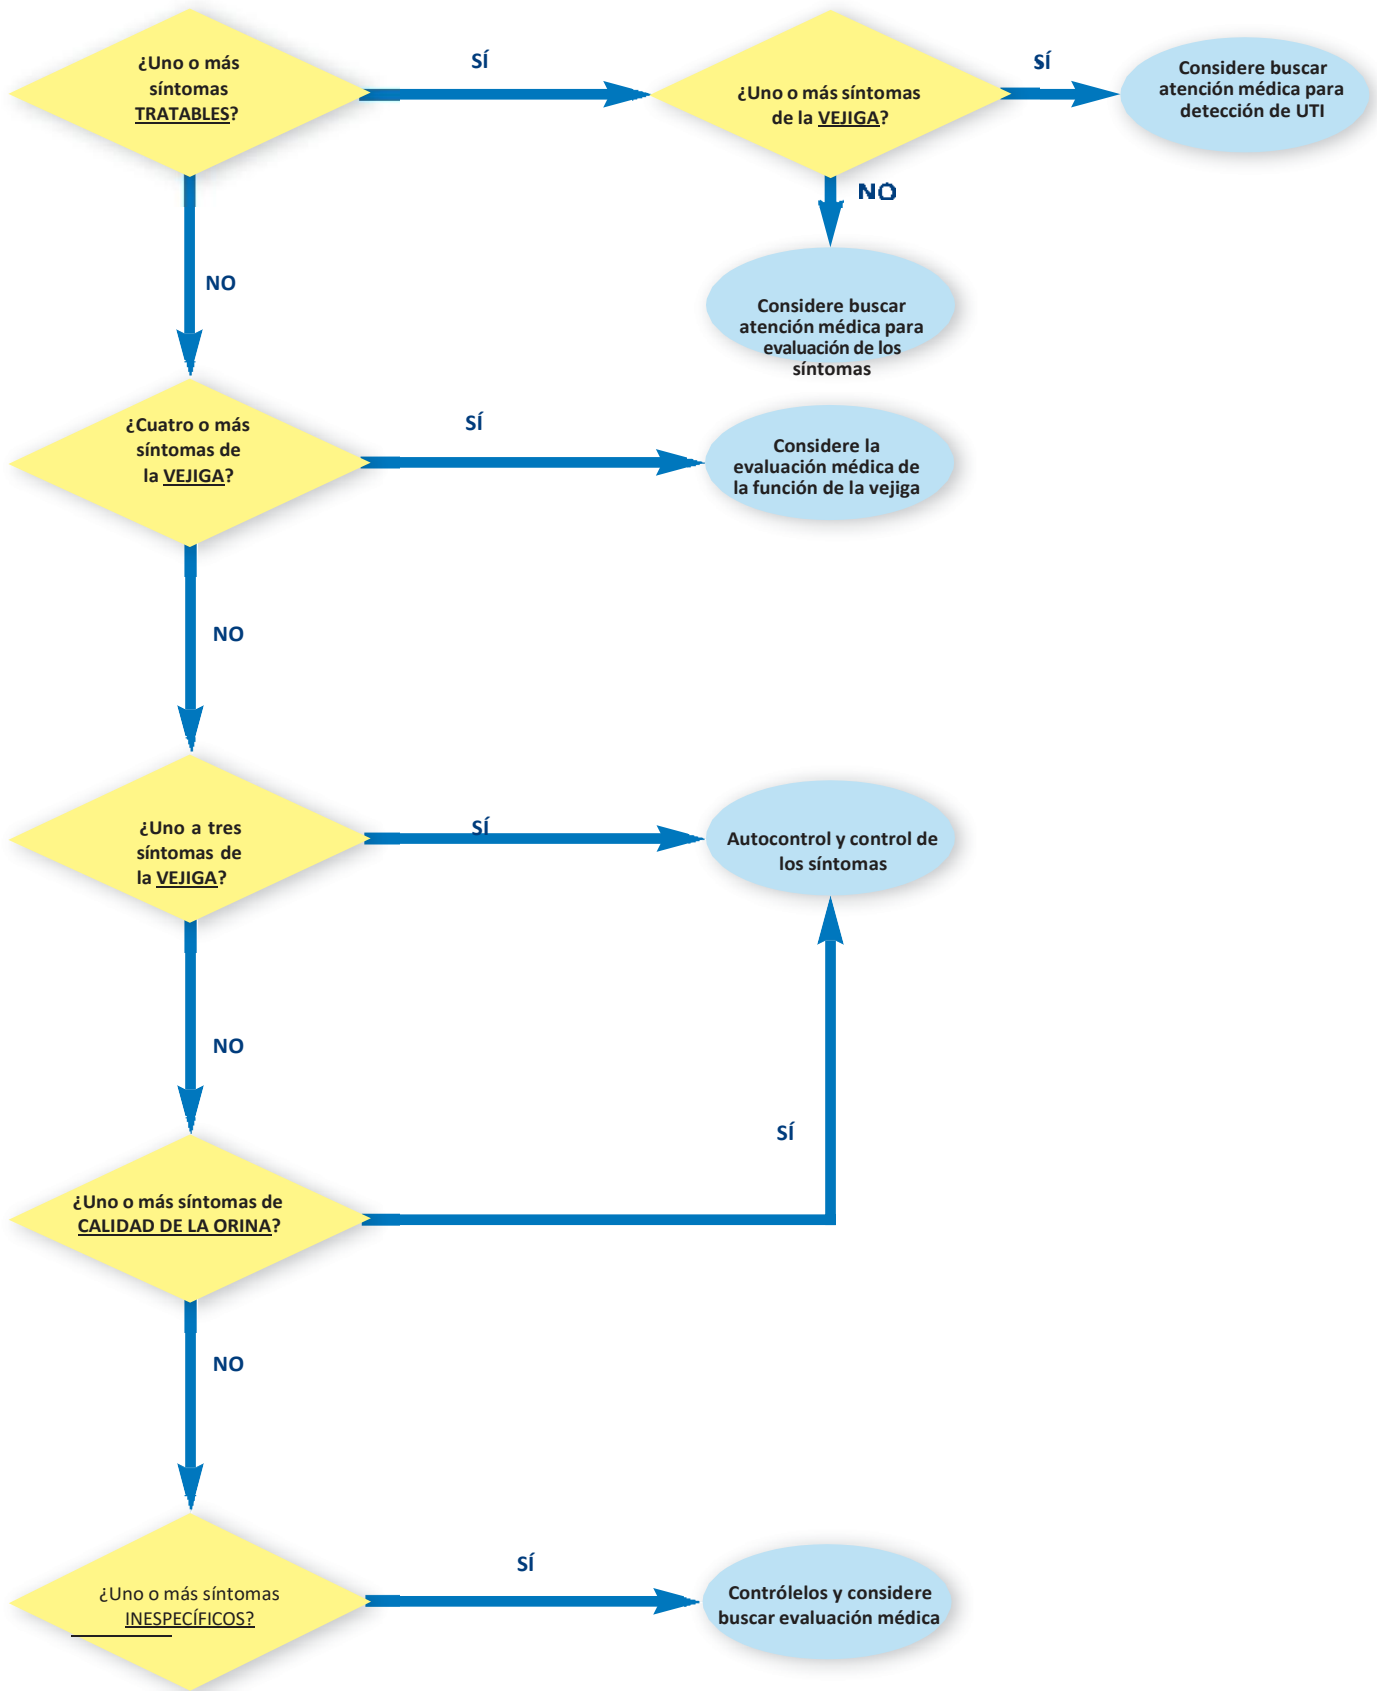 ¿Uno o más
síntomas
TRATABLES?
SÍ
¿Uno o más síntomas
de la VEJIGA?
SÍ
Considere buscar
atención médica para
detección de UTI
NO
Considere buscar
atención médica para
evaluación de los
síntomas
NO
¿Cuatro o más
síntomas de
la VEJIGA?
SÍ
Considere la
evaluación médica de
la función de la vejiga
NO
¿Uno a tres
síntomas de
la VEJIGA?
SÍ
Autocontrol y control de
los síntomas
NO
¿Uno o más síntomas de
CALIDAD DE LA ORINA?
SÍ
NO
¿Uno o más síntomas
INESPECÍFICOS?
SÍ
Contrólelos y considere
buscar evaluación médica